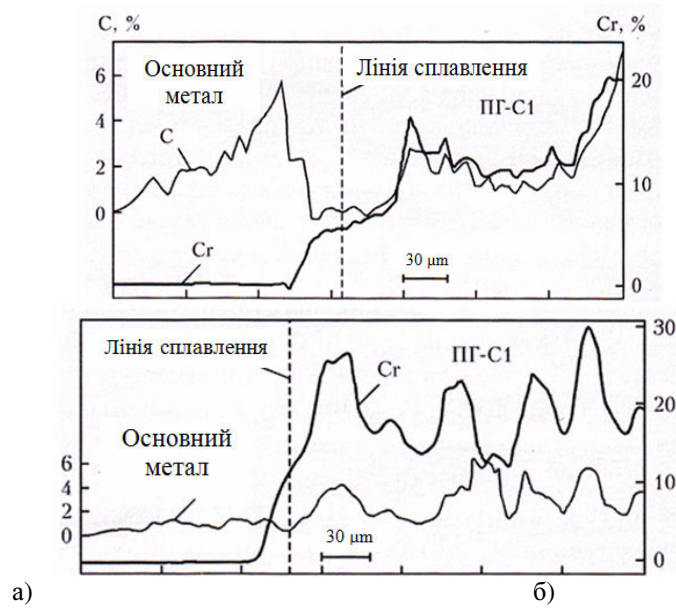 C, %
Cr, %
Основний
метал
Лінія сплавлення
ПГ-С1
C
Cr
6
4
2
0
20
10
0
30 μm
Лінія сплавлення
ПГ-С1
Cr
Основний
метал
6
4
2
0
30
20
10
0
30 μm
а)
б)